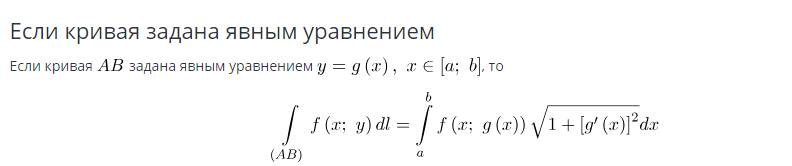 Если кривая задана явным уравнением
Если кривая AB задана явным уравнением y = g (x) , x ∈ [a; b], то
∫_{(AB)} f (x; y) dl = ∫_a^b f (x; g (x)) √(1 + [g′ (x)]²) dx